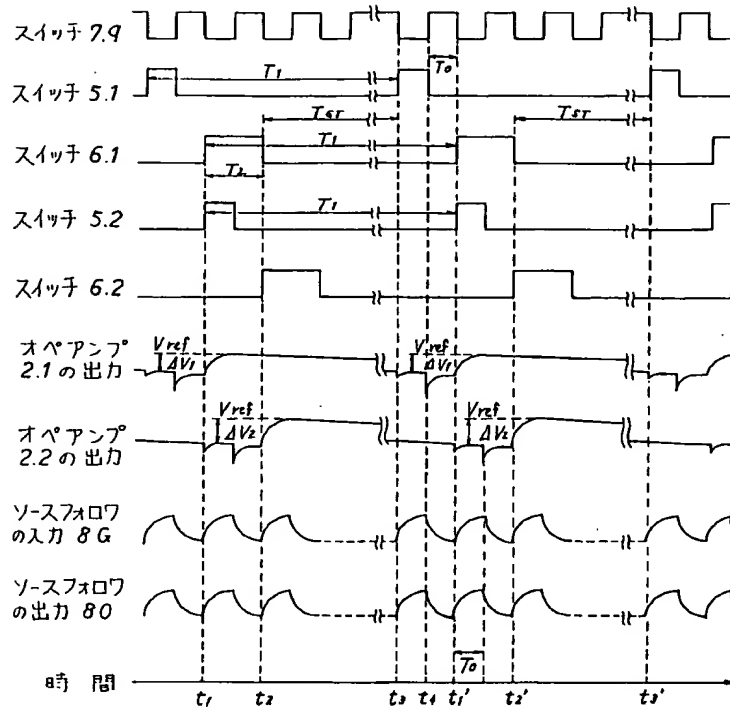 スイッチ 7.9
T0
T1
スイッチ 5.1
TST
TST
T1
スイッチ 6.1
T2
T1
スイッチ 5.2
スイッチ 6.2
オペアンプ
2.1の出力
Vref
ΔV1
Vref
ΔV1
オペアンプ
2.2の出力
Vref
ΔV2
Vref
ΔV2
ソースフォロワ
の入力 8G
ソースフォロワ
の出力 80
T0
時間
t1 t2 t3 t4 t1' t2' t3'